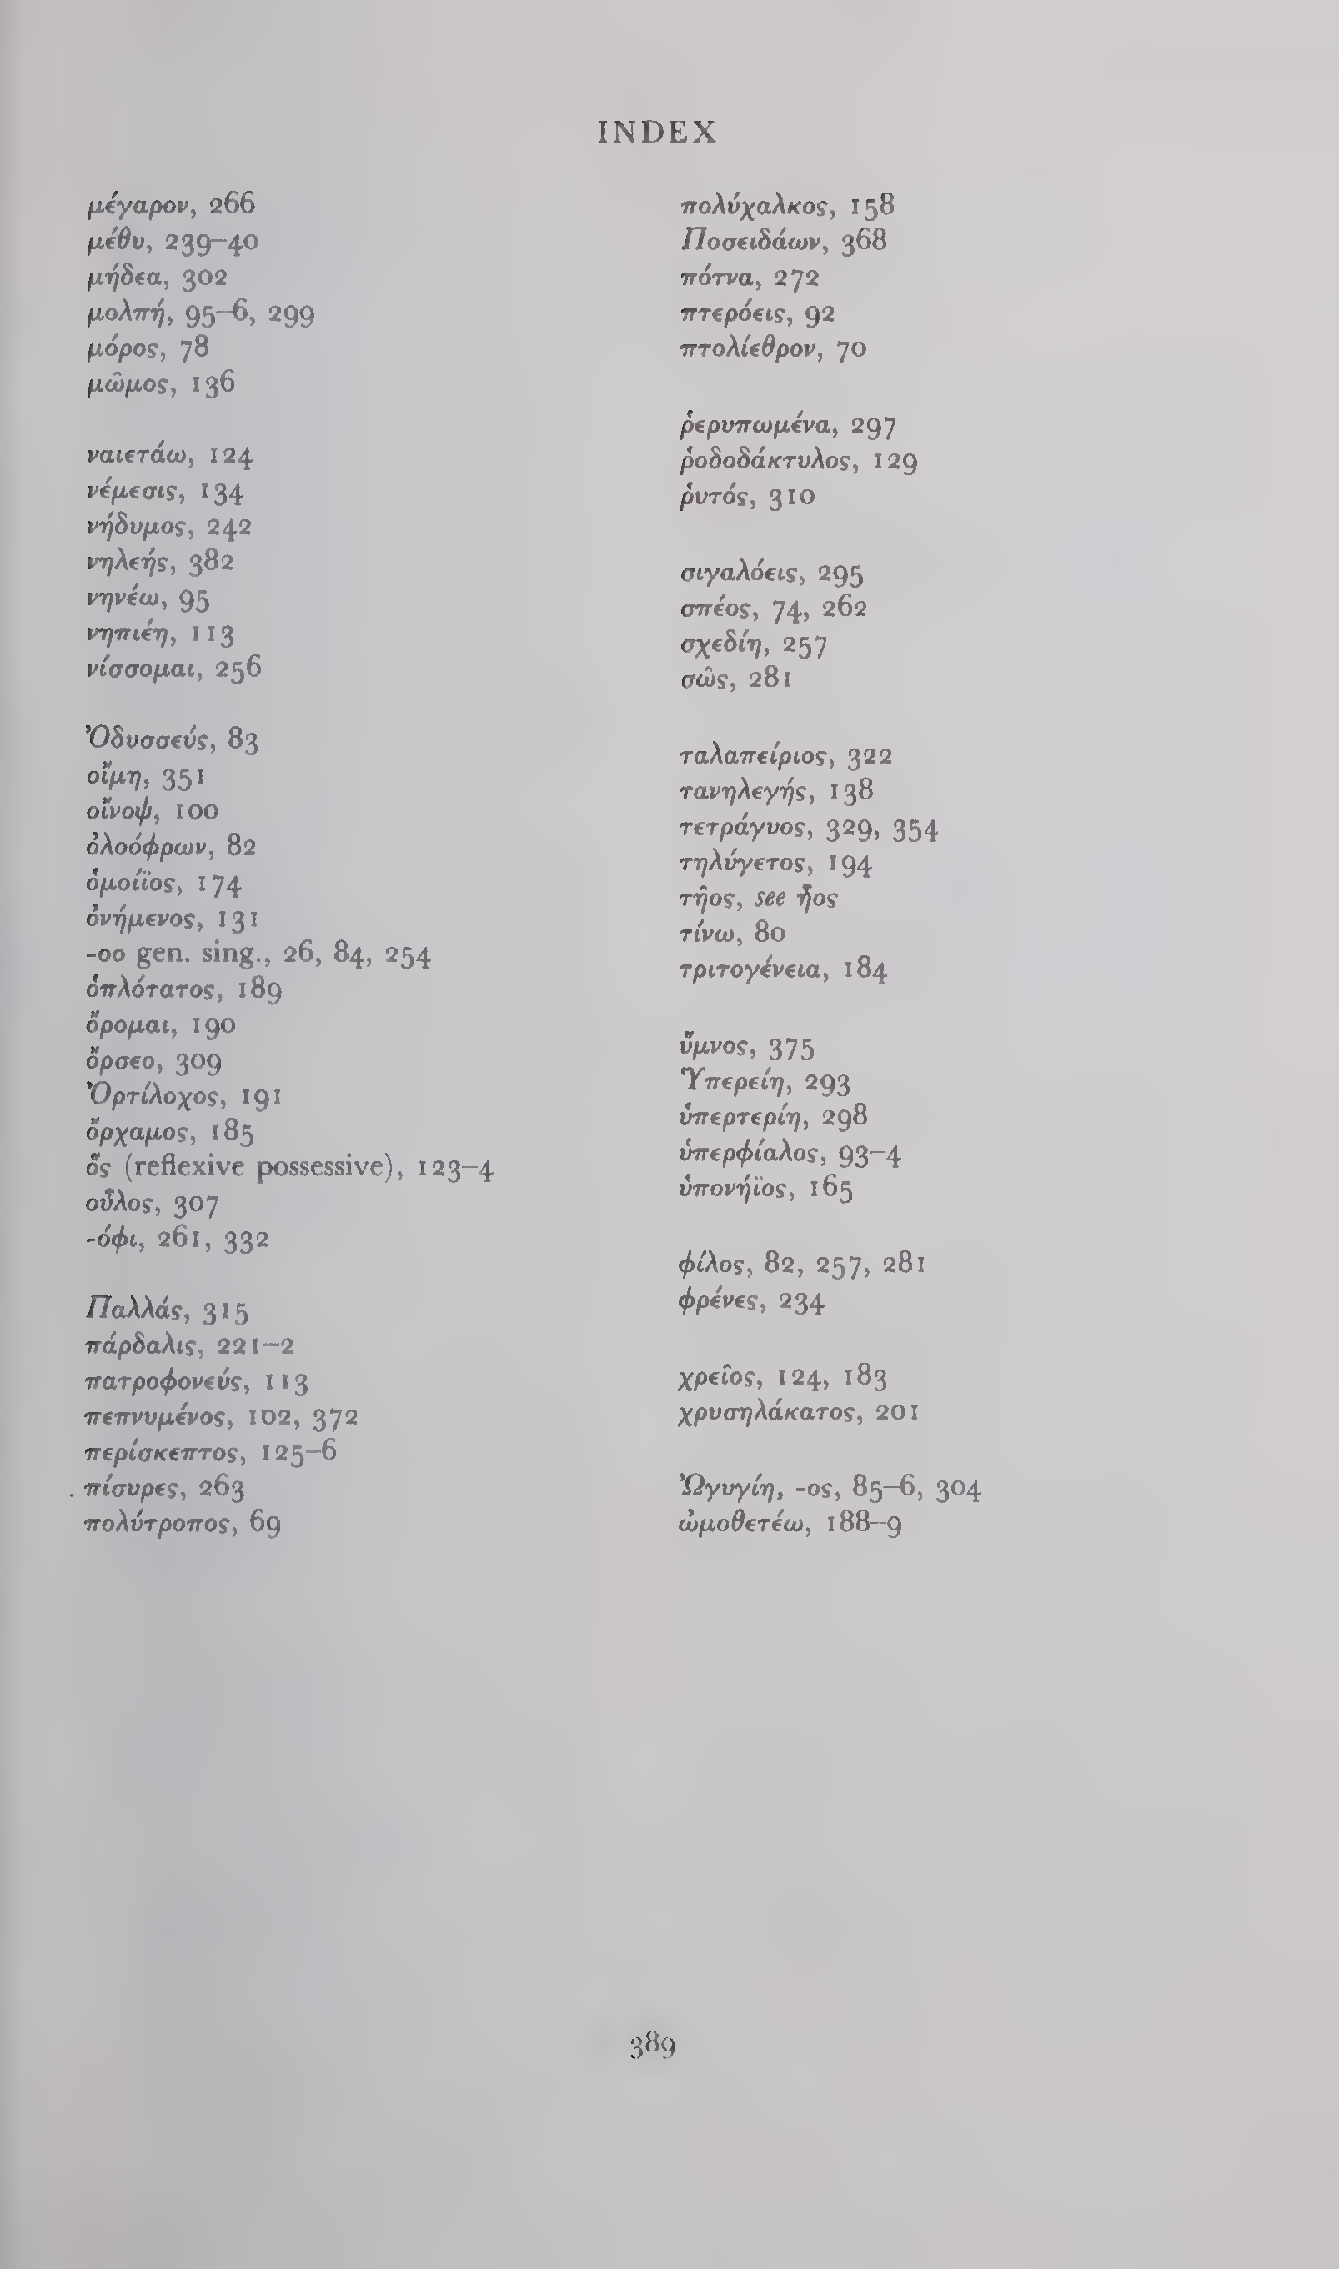 INDEX
μέγαρον, 266
μέθυ, 239–40
μήδεα, 302
μολπή, 95–6, 299
μόρος, 78
μῶμος, 136
ναιετάω, 124
νέμεσις, 134
νήδυμος, 242
νηλεής, 382
νηνέω, 95
νηπιέη, 113
νίσσομαι, 256
Ὀδυσσεύς, 83
οἴμη, 351
οἴνοψ, 100
ὀλοόφρων, 82
ὁμοίϊος, 174
ὀνήμενος, 131
-οο gen. sing., 26, 84, 254
ὁπλότατος, 189
ὄρομαι, 190
ὄρσεο, 309
Ὀρτίλοχος, 191
ὄρχαμος, 185
ὅς (reflexive possessive), 123–4
οὖλος, 307
-όφι, 261, 332
Παλλάς, 315
πάρδαλις, 221–2
πατροφονεύς, 113
πεπνυμένος, 102, 372
περίσκεπτος, 125–6
πίσυρες, 263
πολύτροπος, 69
πολύχαλκος, 158
Ποσειδάων, 368
πότνα, 272
πτερόεις, 92
πτολίεθρον, 70
ῥερυπωμένα, 297
ῥοδοδάκτυλος, 129
ῥυτός, 310
σιγαλόεις, 295
σπέος, 74, 262
σχεδίη, 257
σῶς, 281
ταλαπείριος, 322
τανηλεγής, 138
τετράγυος, 329, 354
τηλύγετος, 194
τῆος, see ἧος
τίνω, 80
τριτογένεια, 184
ὕμνος, 375
Ὑπερείη, 293
ὑπερτερίη, 298
ὑπερφίαλος, 93–4
ὑπονήϊος, 165
φίλος, 82, 257, 281
φρένες, 234
χρεῖος, 124, 183
χρυσηλάκατος, 201
Ὠγυγίη, -ος, 85–6, 304
ὠμοθετέω, 188–9
389